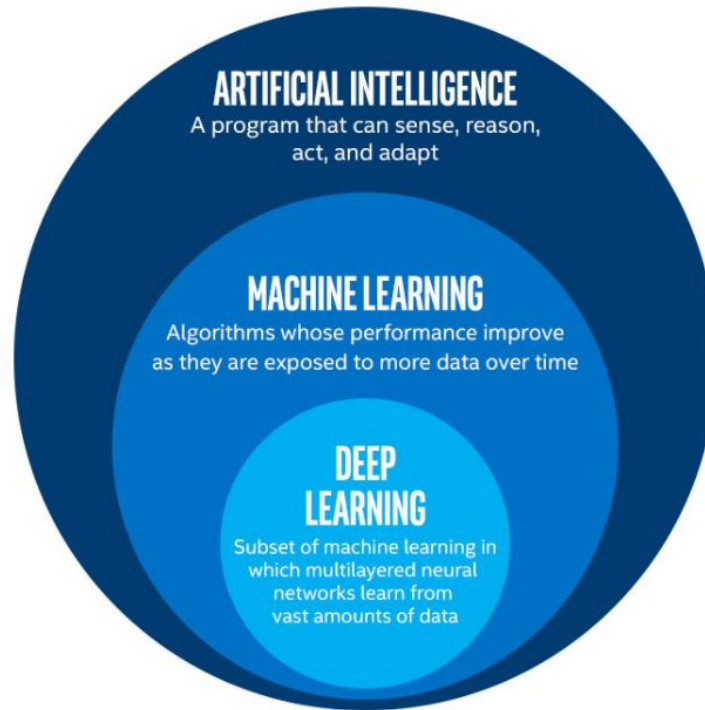 ARTIFICIAL INTELLIGENCE
A program that can sense, reason,
act, and adapt
MACHINE LEARNING
Algorithms whose performance improve
as they are exposed to more data over time
DEEP
LEARNING
Subset of machine learning in
which multilayered neural
networks learn from
vast amounts of data